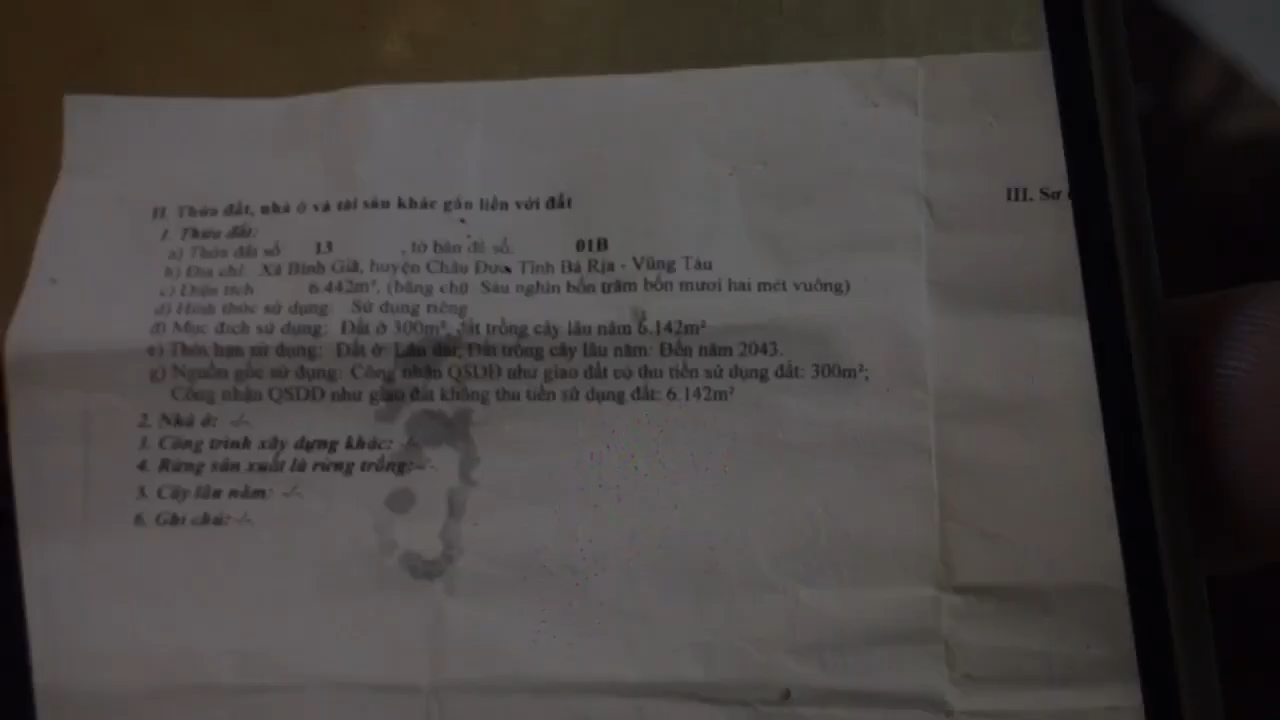 II. Thửa đất, nhà ở và tài sản khác gắn liền với đất
1. Thửa đất:
a) Thửa đất số: 13 , tờ bản đồ số: 01B
b) Địa chỉ: Xã Bình Giã, huyện Châu Đức, Tỉnh Bà Rịa - Vũng Tàu
c) Diện tích: 6.442m², (bằng chữ: Sáu nghìn bốn trăm bốn mươi hai mét vuông)
d) Hình thức sử dụng: Sử dụng riêng
đ) Mục đích sử dụng: Đất ở 300m², đất trồng cây lâu năm 6.142m²
e) Thời hạn sử dụng: Đất ở: Lâu dài; Đất trồng cây lâu năm: Đến năm 2043.
g) Nguồn gốc sử dụng: Công nhận QSDĐ như giao đất có thu tiền sử dụng đất: 300m²;
Công nhận QSDĐ như giao đất không thu tiền sử dụng đất: 6.142m²
2. Nhà ở: -/-
3. Công trình xây dựng khác: -/-
4. Rừng sản xuất là rừng trồng: -/-
5. Cây lâu năm: -/-
6. Ghi chú: -/-
III. Sơ